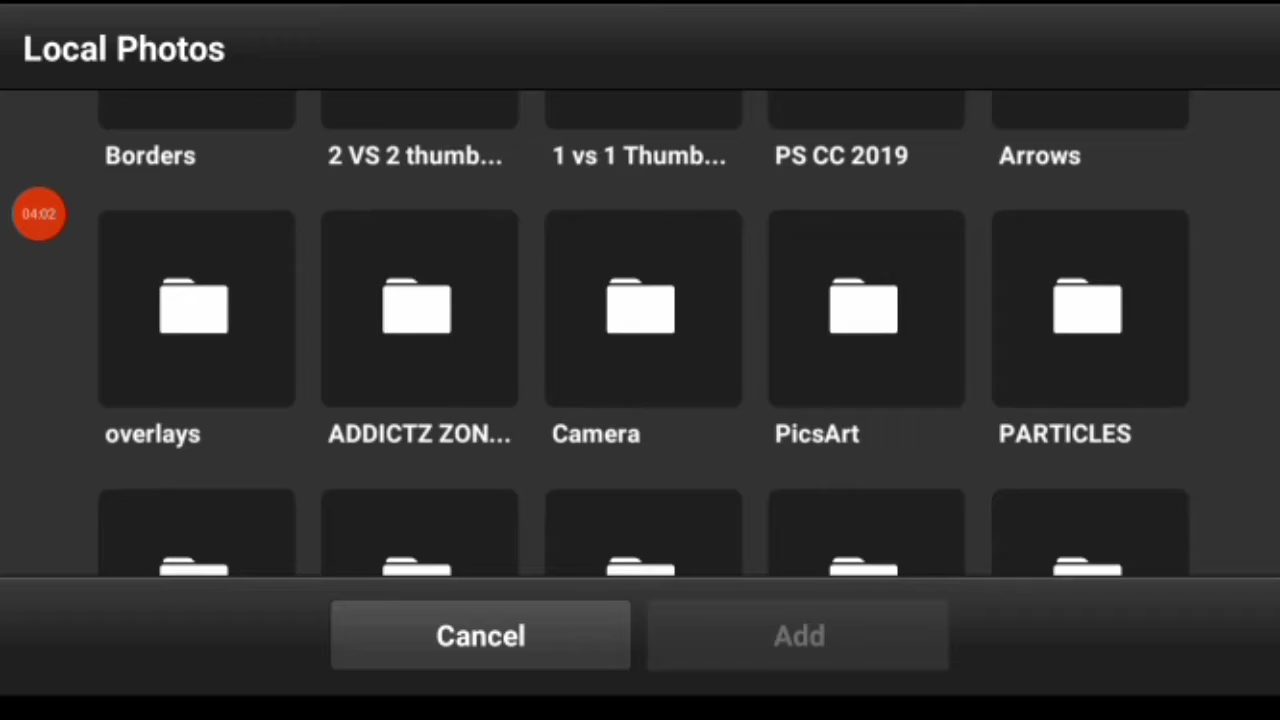 Local Photos
Borders
2 VS 2 thumb...
1 vs 1 Thumb...
PS CC 2019
Arrows
04:02
overlays
ADDICTZ ZON...
Camera
PicsArt
PARTICLES
Cancel
Add